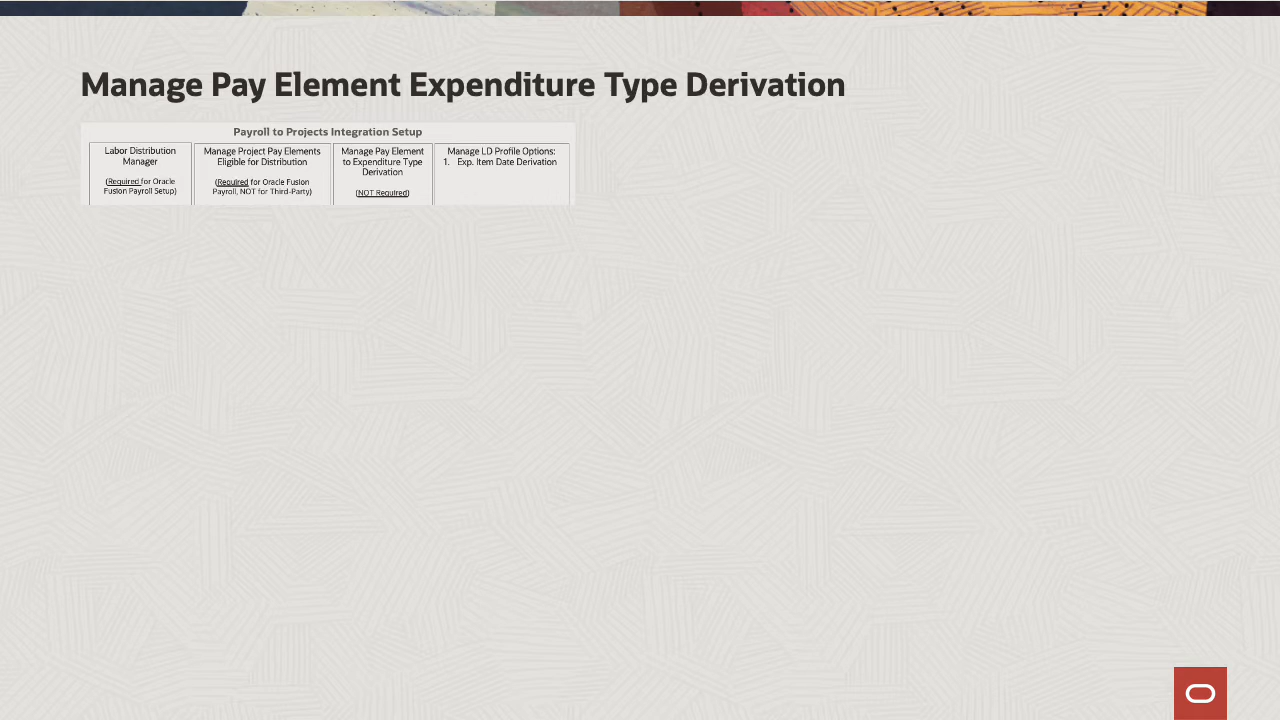 Manage Pay Element Expenditure Type Derivation
Payroll to Projects Integration Setup
Labor Distribution
Manager
(Required for Oracle
Fusion Payroll Setup)
Manage Project Pay Elements
Eligible for Distribution
(Required for Oracle Fusion
Payroll, NOT for Third-Party)
Manage Pay Element
to Expenditure Type
Derivation
(NOT Required)
Manage LD Profile Options:
1. Exp. Item Date Derivation